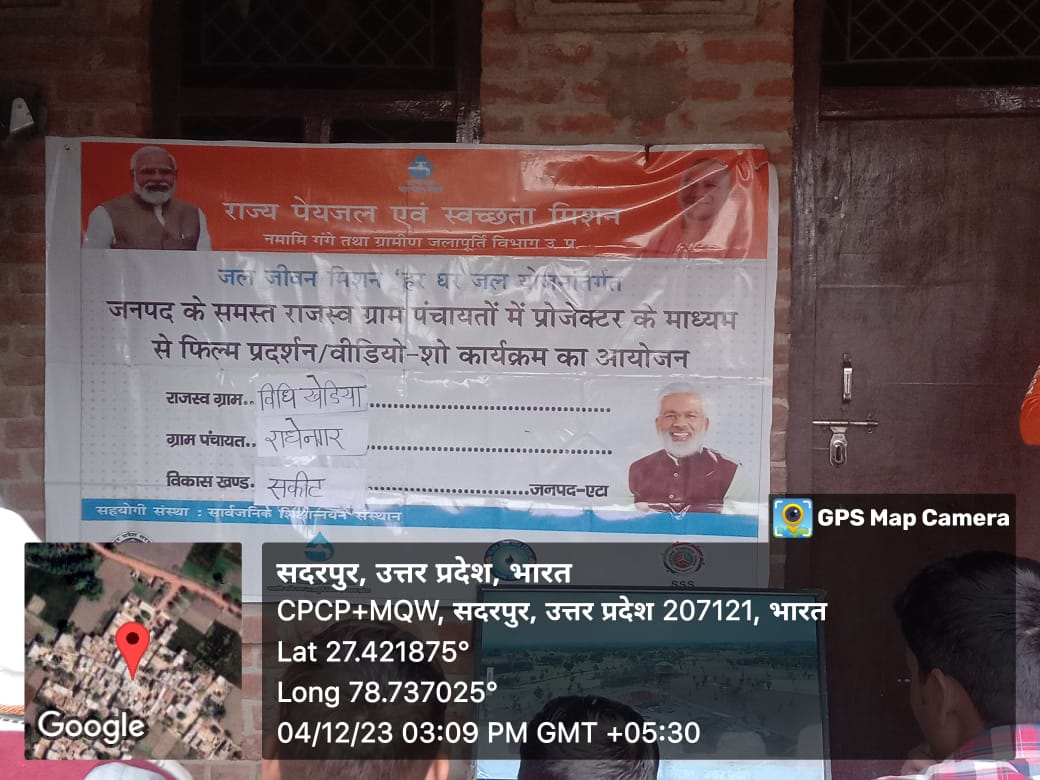 राज्य पेयजल एवं स्वच्छता मिशन
नमामि गंगे तथा ग्रामीण जलापूर्ति विभाग उ. प्र.
जल जीवन मिशन 'हर घर जल योजनातर्गत
जनपद के समस्त राजस्व ग्राम पंचायतों में प्रोजेक्टर के माध्यम
से फिल्म प्रदर्शन/वीडियो-शो कार्यक्रम का आयोजन
राजस्व ग्राम.. विधि खेडिया
ग्राम पंचायत.. राधेनगर
विकास खण्ड. सकीट ..............................जनपद-एटा
सहयोगी संस्था : सार्वजनिक शिक्षोन्नयन संस्थान
SSS
GPS Map Camera
सदरपुर, उत्तर प्रदेश, भारत
CPCP+MQW, सदरपुर, उत्तर प्रदेश 207121, भारत
Lat 27.421875°
Long 78.737025°
04/12/23 03:09 PM GMT +05:30
Google